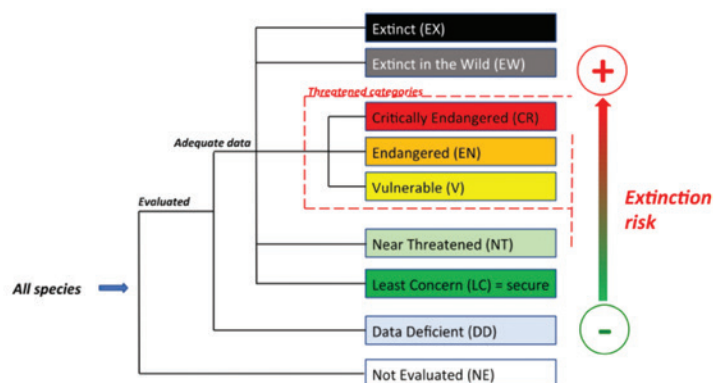 Extinct (EX)
Extinct in the Wild (EW)
+
Threatened categories
Critically Endangered (CR)
Adequate data
Endangered (EN)
Vulnerable (V)
Extinction
risk
Evaluated
Near Threatened (NT)
All species
Least Concern (LC) = secure
Data Deficient (DD)
-
Not Evaluated (NE)